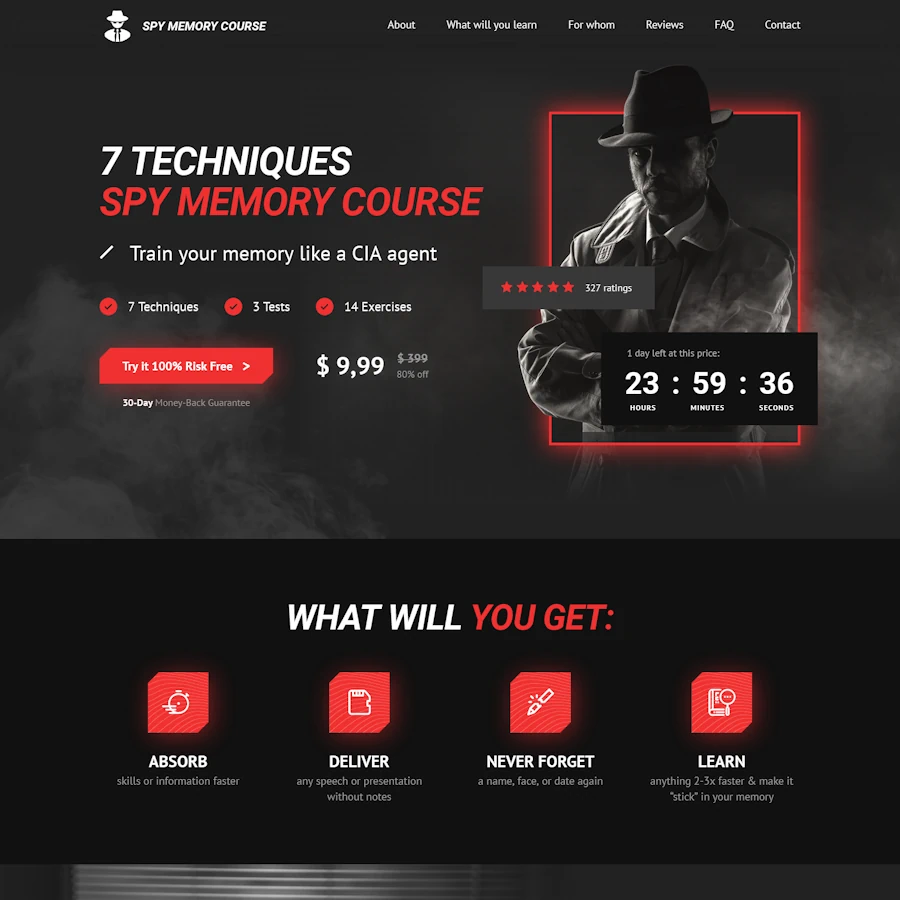 SPY MEMORY COURSE
About
What will you learn
For whom
Reviews
FAQ
Contact
7 TECHNIQUES
SPY MEMORY COURSE
Train your memory like a CIA agent
7 Techniques
3 Tests
14 Exercises
Try It 100% Risk Free >
$ 9,99
$ 399
80% off
30-Day Money-Back Guarantee
327 ratings
1 day left at this price:
23 : 59 : 36
HOURS MINUTES SECONDS
WHAT WILL YOU GET:
ABSORB
skills or information faster
DELIVER
any speech or presentation
without notes
NEVER FORGET
a name, face, or date again
LEARN
anything 2-3x faster & make it
"stick" in your memory